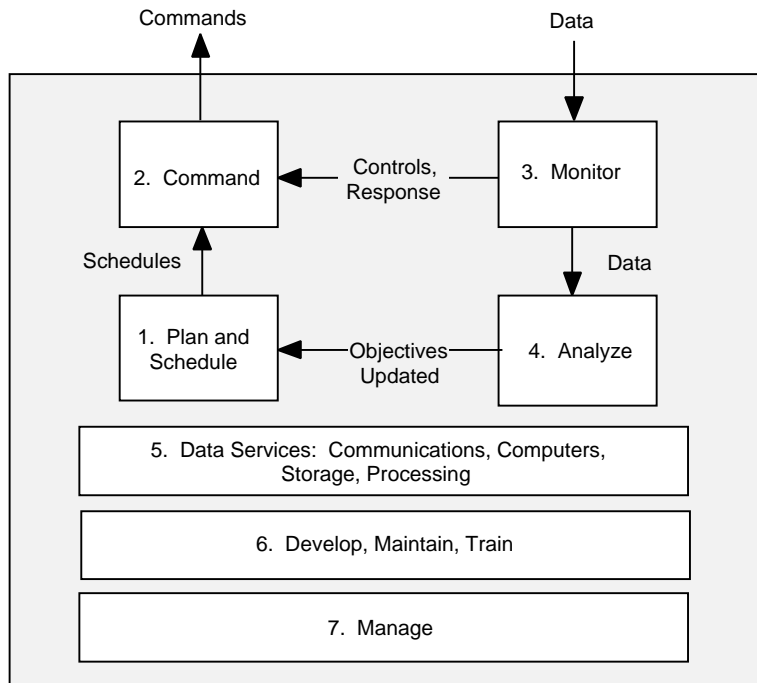 Commands
Data
2. Command
Controls,
Response
3. Monitor
Schedules
Data
1. Plan and
Schedule
Objectives
Updated
4. Analyze
5. Data Services: Communications, Computers,
Storage, Processing
6. Develop, Maintain, Train
7. Manage